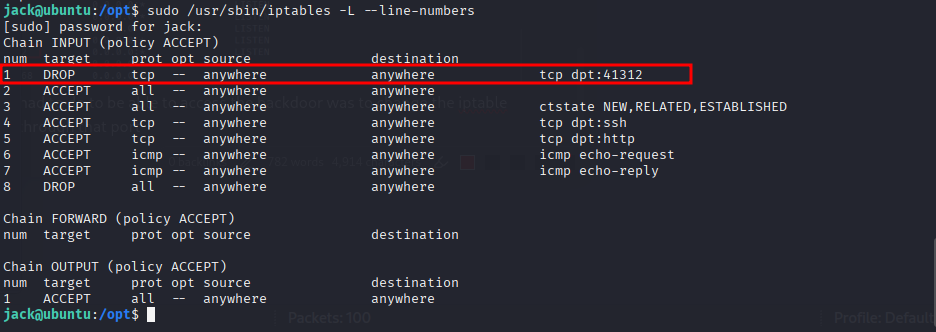 jack@ubuntu:/opt$ sudo /usr/sbin/iptables -L --line-numbers
[sudo] password for jack:
Chain INPUT (policy ACCEPT)
num  target     prot opt source               destination
1    DROP       tcp  --  anywhere             anywhere             tcp dpt:41312
2    ACCEPT     all  --  anywhere             anywhere
3    ACCEPT     all  --  anywhere             anywhere             ctstate NEW,RELATED,ESTABLISHED
4    ACCEPT     tcp  --  anywhere             anywhere             tcp dpt:ssh
5    ACCEPT     tcp  --  anywhere             anywhere             tcp dpt:http
6    ACCEPT     icmp --  anywhere             anywhere             icmp echo-request
7    ACCEPT     icmp --  anywhere             anywhere             icmp echo-reply
8    DROP       all  --  anywhere             anywhere

Chain FORWARD (policy ACCEPT)
num  target     prot opt source               destination

Chain OUTPUT (policy ACCEPT)
num  target     prot opt source               destination
1    ACCEPT     all  --  anywhere             anywhere
jack@ubuntu:/opt$
Packets: 100 Profile: Default